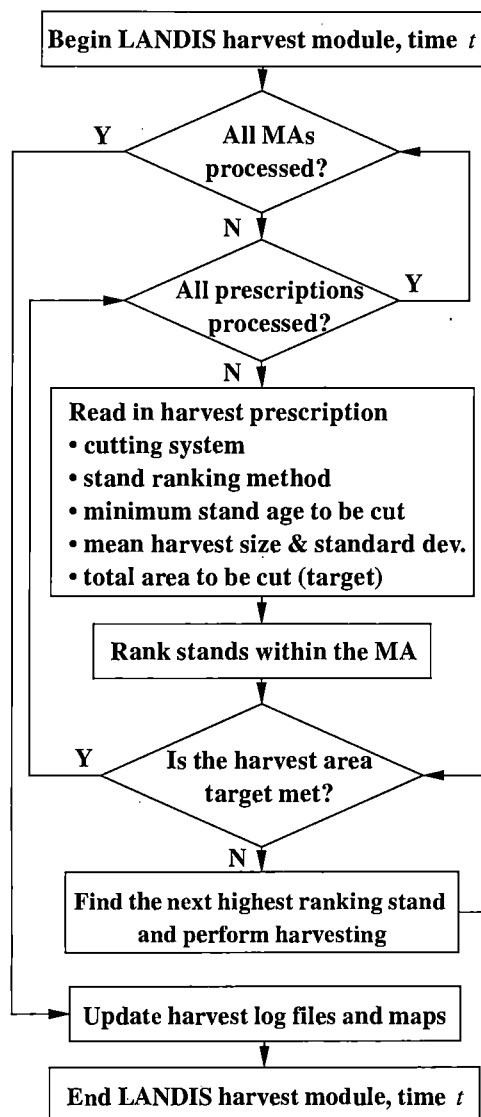 Begin LANDIS harvest module, time t
Y
All MAs
processed?
N
All prescriptions
processed?
Y
N
Read in harvest prescription
• cutting system
• stand ranking method
• minimum stand age to be cut
• mean harvest size & standard dev.
• total area to be cut (target)
Rank stands within the MA
Y
Is the harvest area
target met?
N
Find the next highest ranking stand
and perform harvesting
Update harvest log files and maps
End LANDIS harvest module, time t